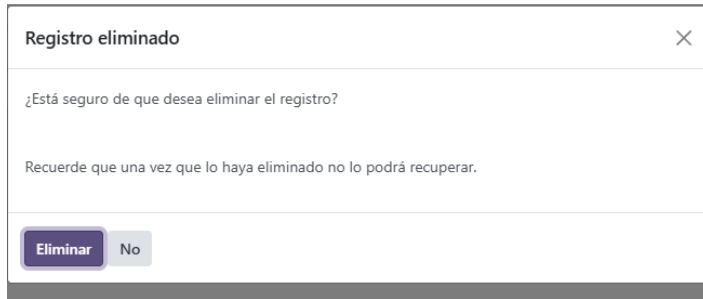 Registro eliminado
¿Está seguro de que desea eliminar el registro?
Recuerde que una vez que lo haya eliminado no lo podrá recuperar.
Eliminar No